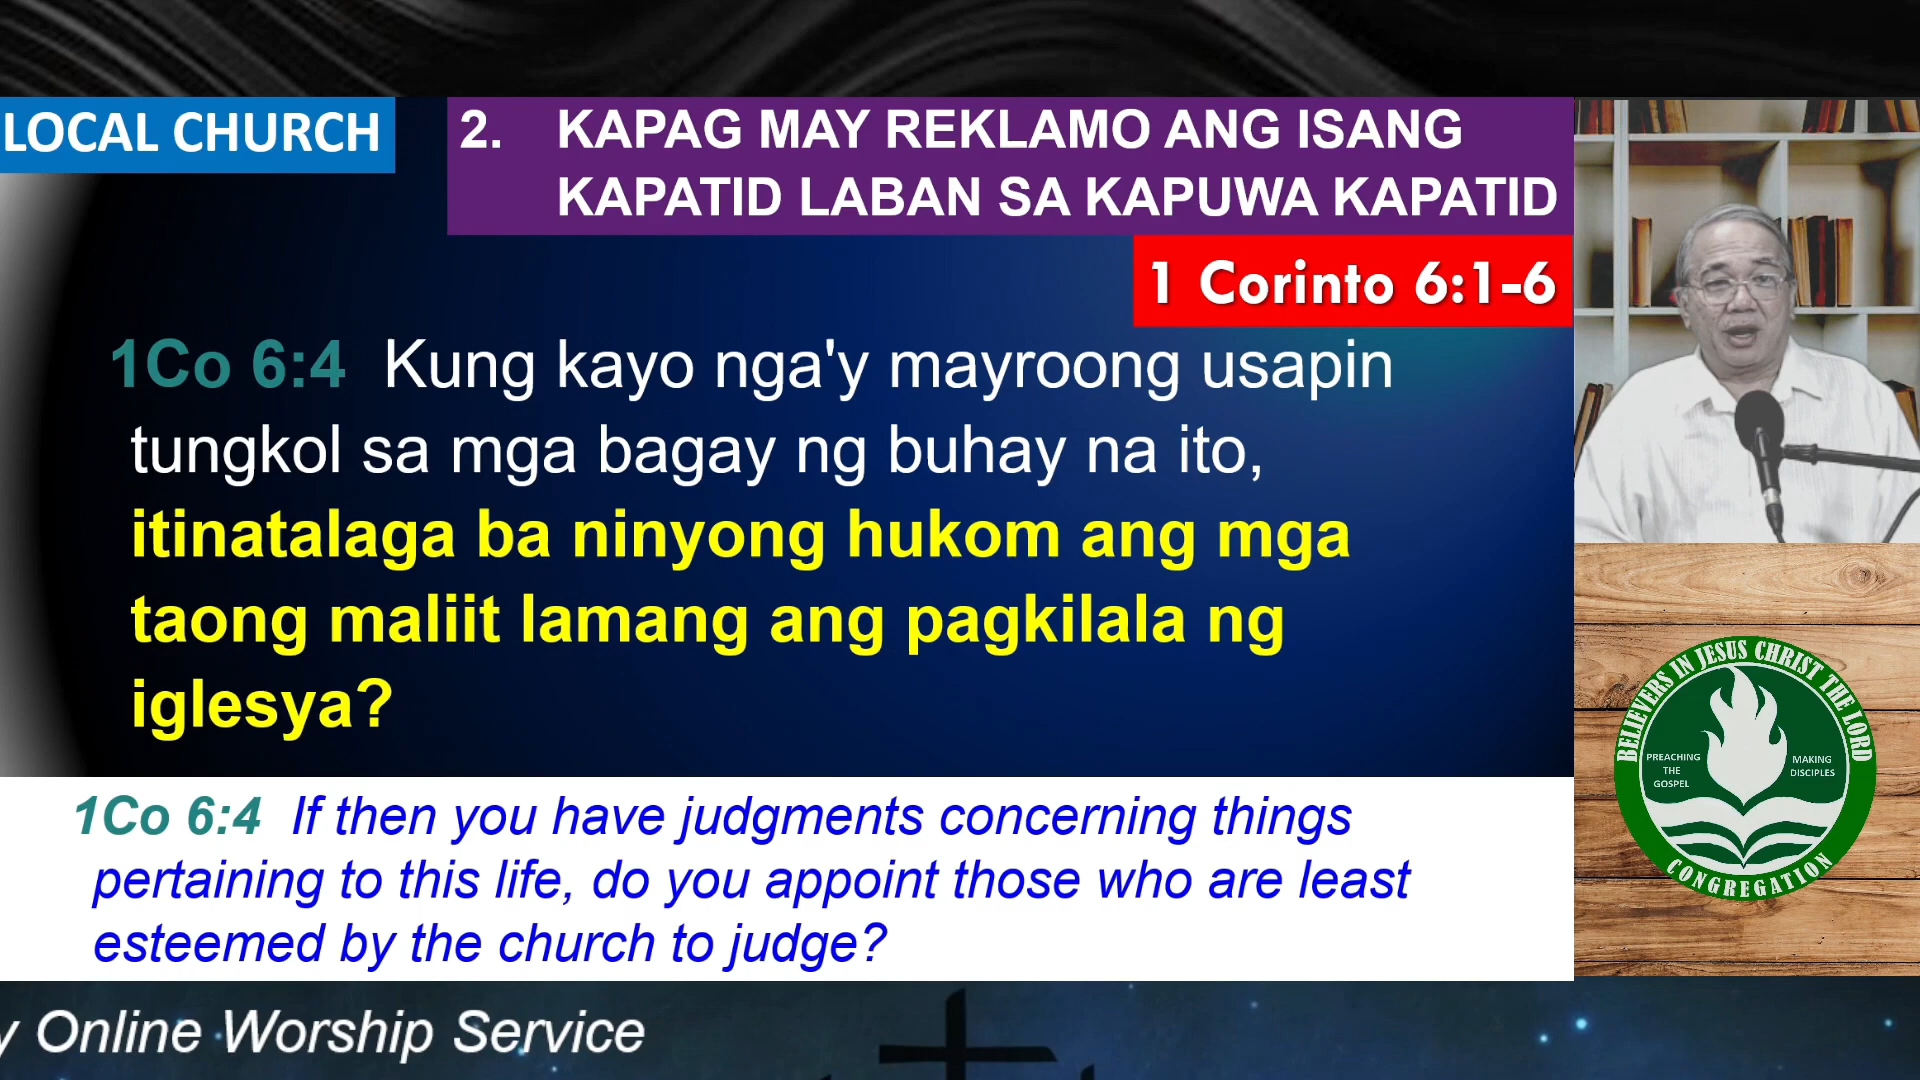 LOCAL CHURCH
2. KAPAG MAY REKLAMO ANG ISANG
KAPATID LABAN SA KAPUWA KAPATID
1 Corinto 6:1-6
1Co 6:4 Kung kayo nga'y mayroong usapin
tungkol sa mga bagay ng buhay na ito,
itinatalaga ba ninyong hukom ang mga
taong maliit lamang ang pagkilala ng
iglesya?
1Co 6:4 If then you have judgments concerning things
pertaining to this life, do you appoint those who are least
esteemed by the church to judge?
BELIEVERS IN JESUS CHRIST THE LORD
PREACHING
THE
GOSPEL
MAKING
DISCIPLES
CONGREGATION
y Online Worship Service